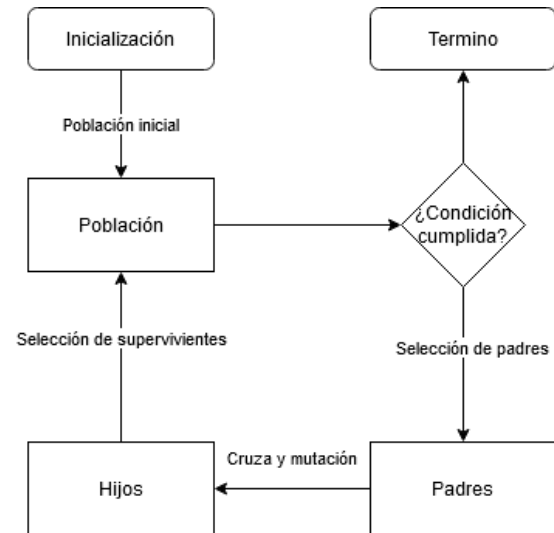 Inicialización
Termino
Población inicial
Población
¿Condición
cumplida?
Selección de supervivientes
Selección de padres
Cruza y mutación
Hijos
Padres